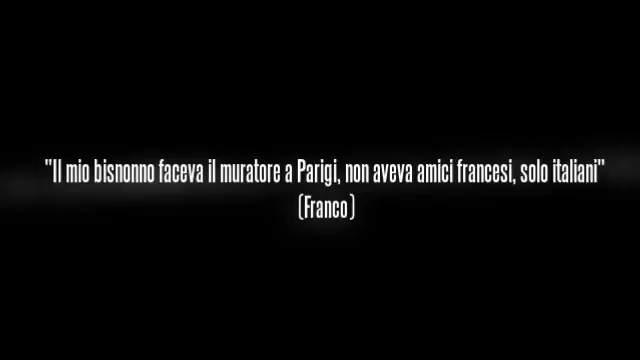 "Il mio bisnonno faceva il muratore a Parigi, non aveva amici francesi, solo italiani"
(Franco)